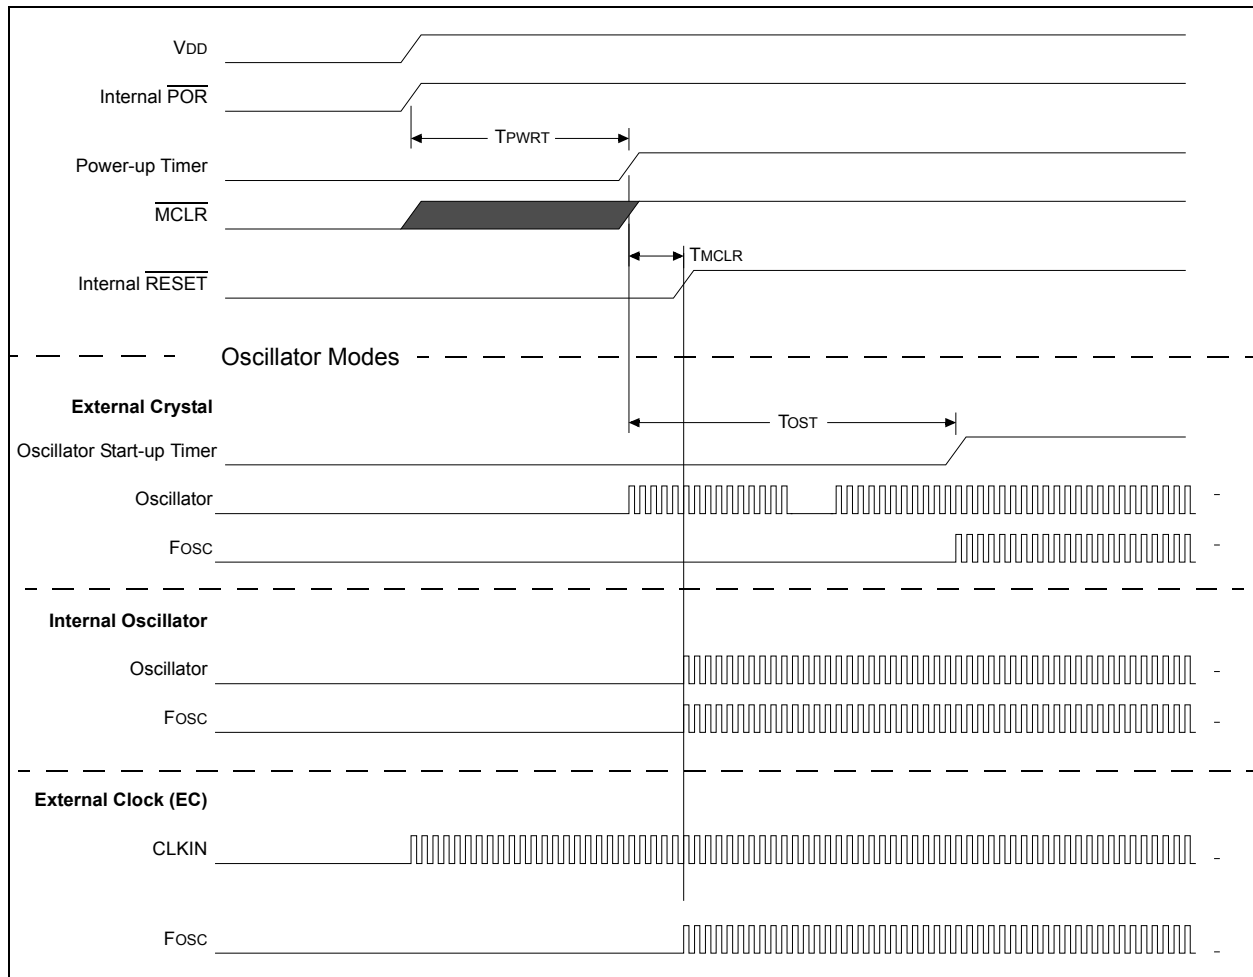 VDD
Internal POR
TPWRT
Power-up Timer
MCLR
TMCLR
Internal RESET
Oscillator Modes
External Crystal
TOST
Oscillator Start-up Timer
Oscillator
FOSC
Internal Oscillator
Oscillator
FOSC
External Clock (EC)
CLKIN
FOSC